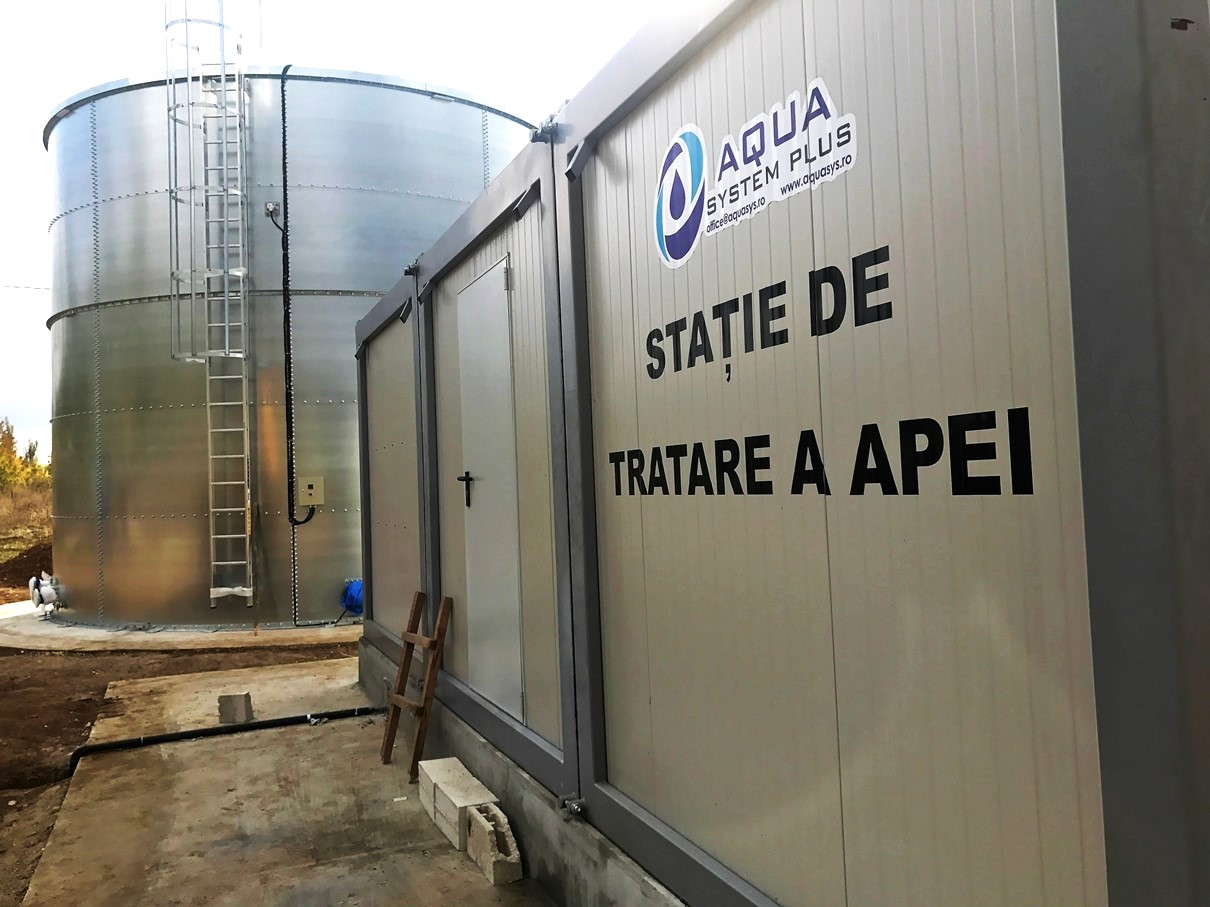 AQUA
SYSTEM PLUS
office@aquasys.ro www.aquasys.ro
STAȚIE DE
TRATARE A APEI